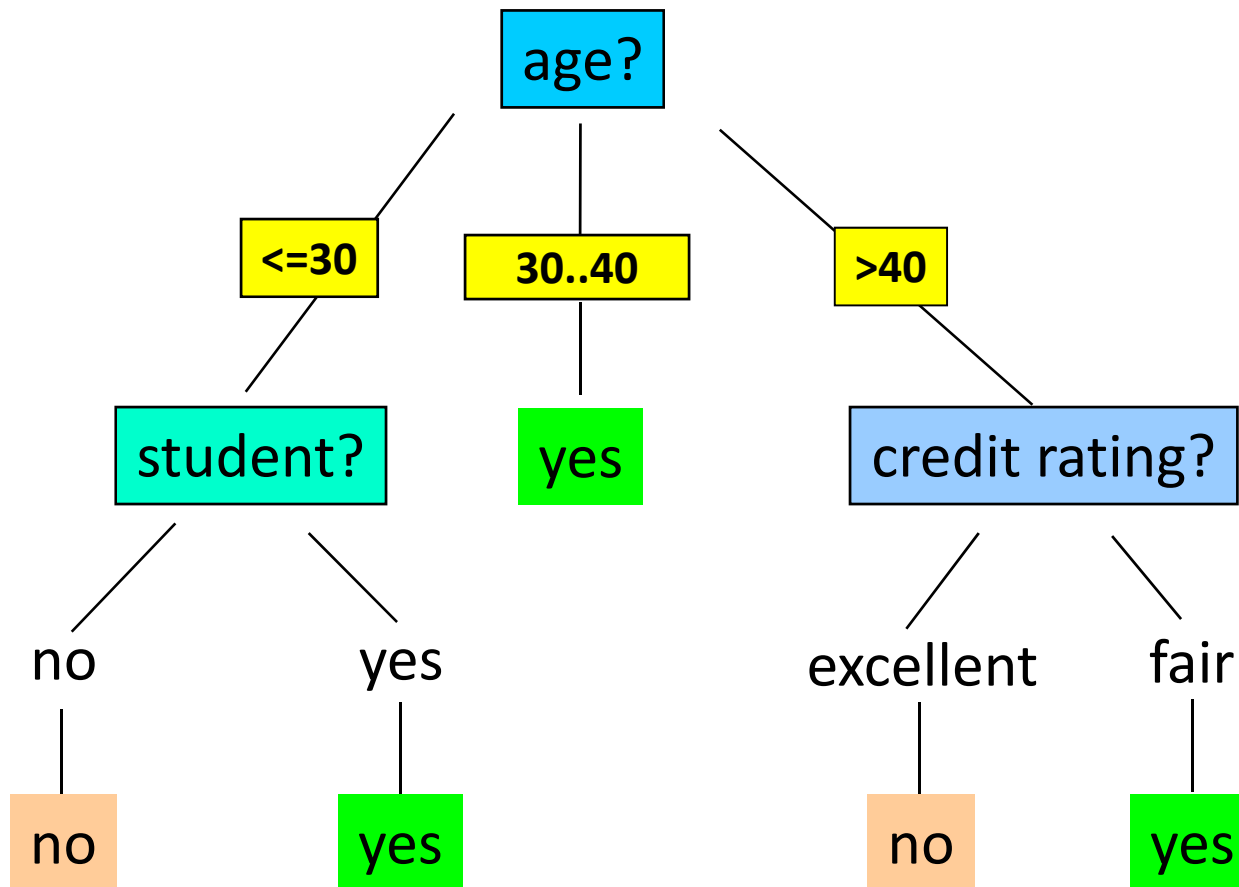 age?
<=30
30..40
>40
student?
yes
credit rating?
no
yes
excellent
fair
no
yes
no
yes